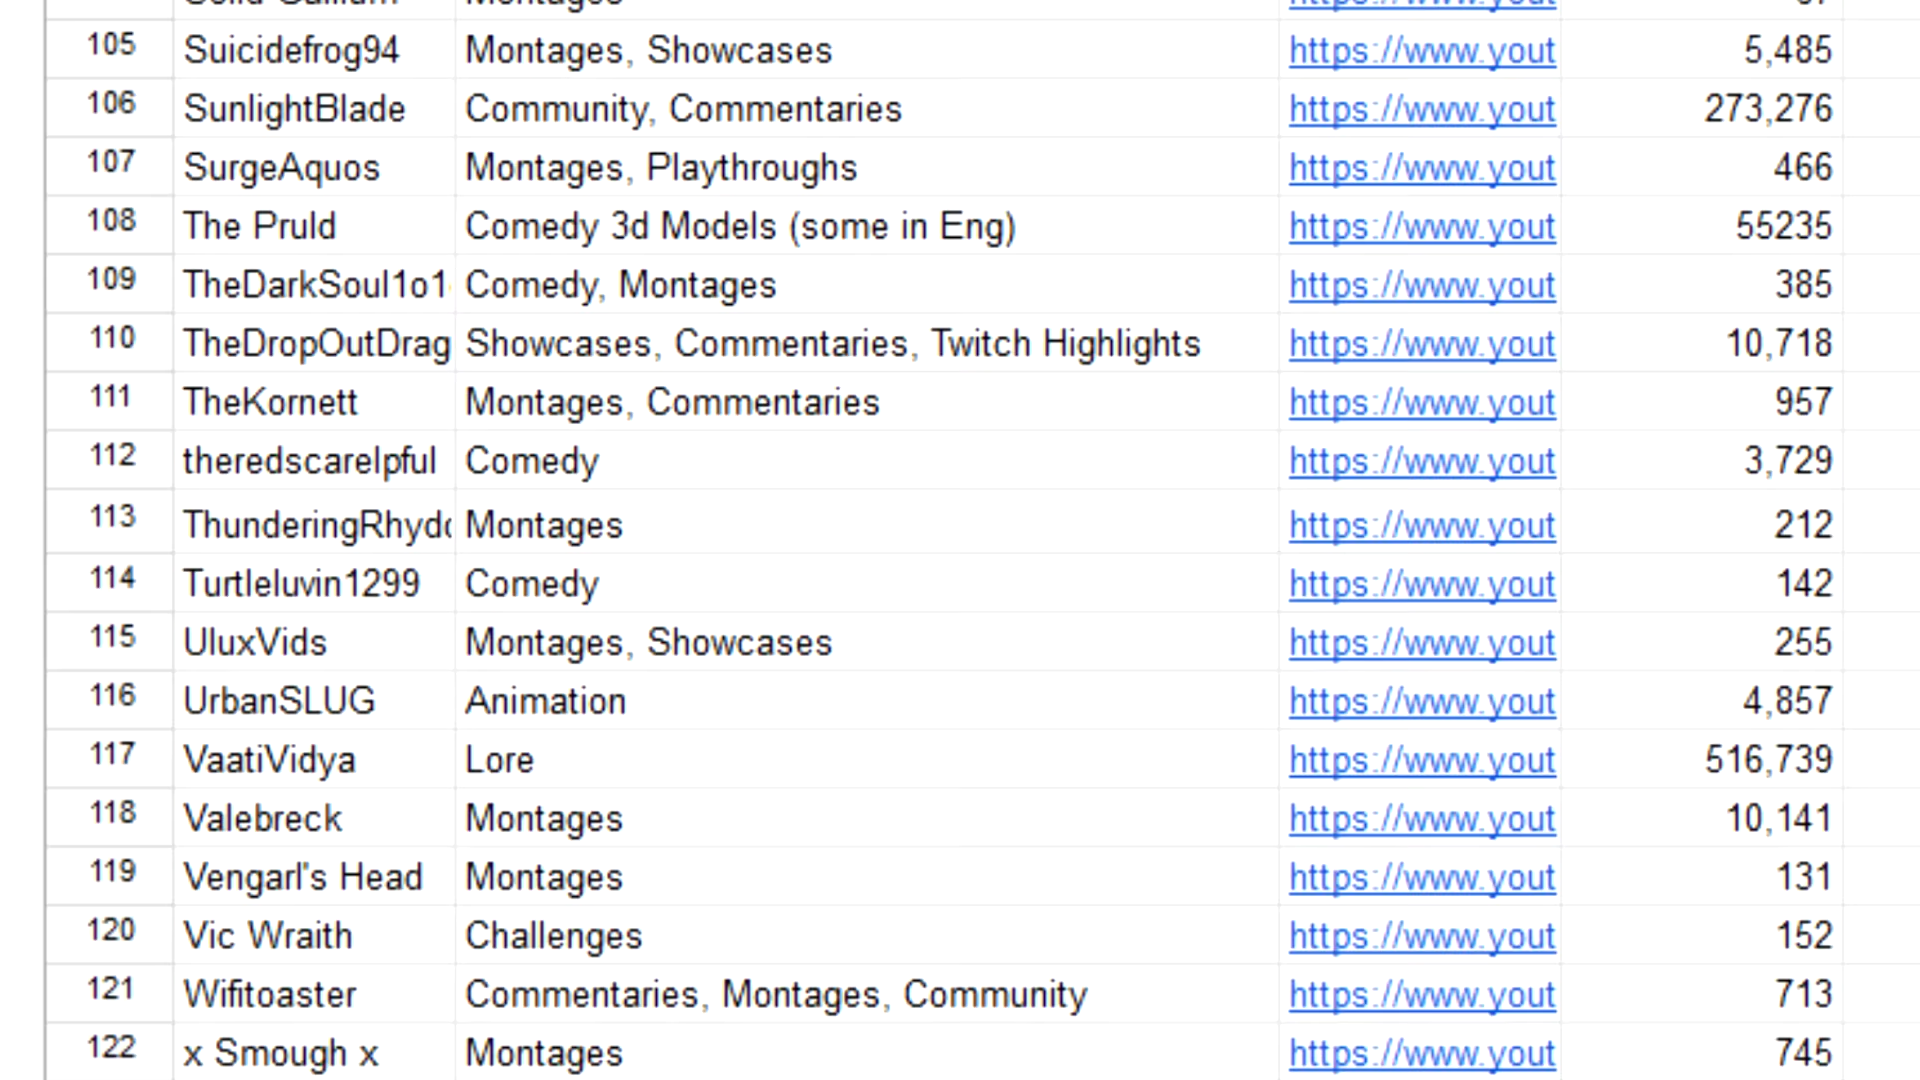 Montages https://www.yout
105 Suicidefrog94 Montages, Showcases https://www.yout 5,485
106 SunlightBlade Community, Commentaries https://www.yout 273,276
107 SurgeAquos Montages, Playthroughs https://www.yout 466
108 The Pruld Comedy 3d Models (some in Eng) https://www.yout 55235
109 TheDarkSoul1o1 Comedy, Montages https://www.yout 385
110 TheDropOutDrag Showcases, Commentaries, Twitch Highlights https://www.yout 10,718
111 TheKornett Montages, Commentaries https://www.yout 957
112 theredscarelpful Comedy https://www.yout 3,729
113 ThunderingRhydo Montages https://www.yout 212
114 Turtleluvin1299 Comedy https://www.yout 142
115 UluxVids Montages, Showcases https://www.yout 255
116 UrbanSLUG Animation https://www.yout 4,857
117 VaatiVidya Lore https://www.yout 516,739
118 Valebreck Montages https://www.yout 10,141
119 Vengarl's Head Montages https://www.yout 131
120 Vic Wraith Challenges https://www.yout 152
121 Wifitoaster Commentaries, Montages, Community https://www.yout 713
122 x Smough x Montages https://www.yout 745